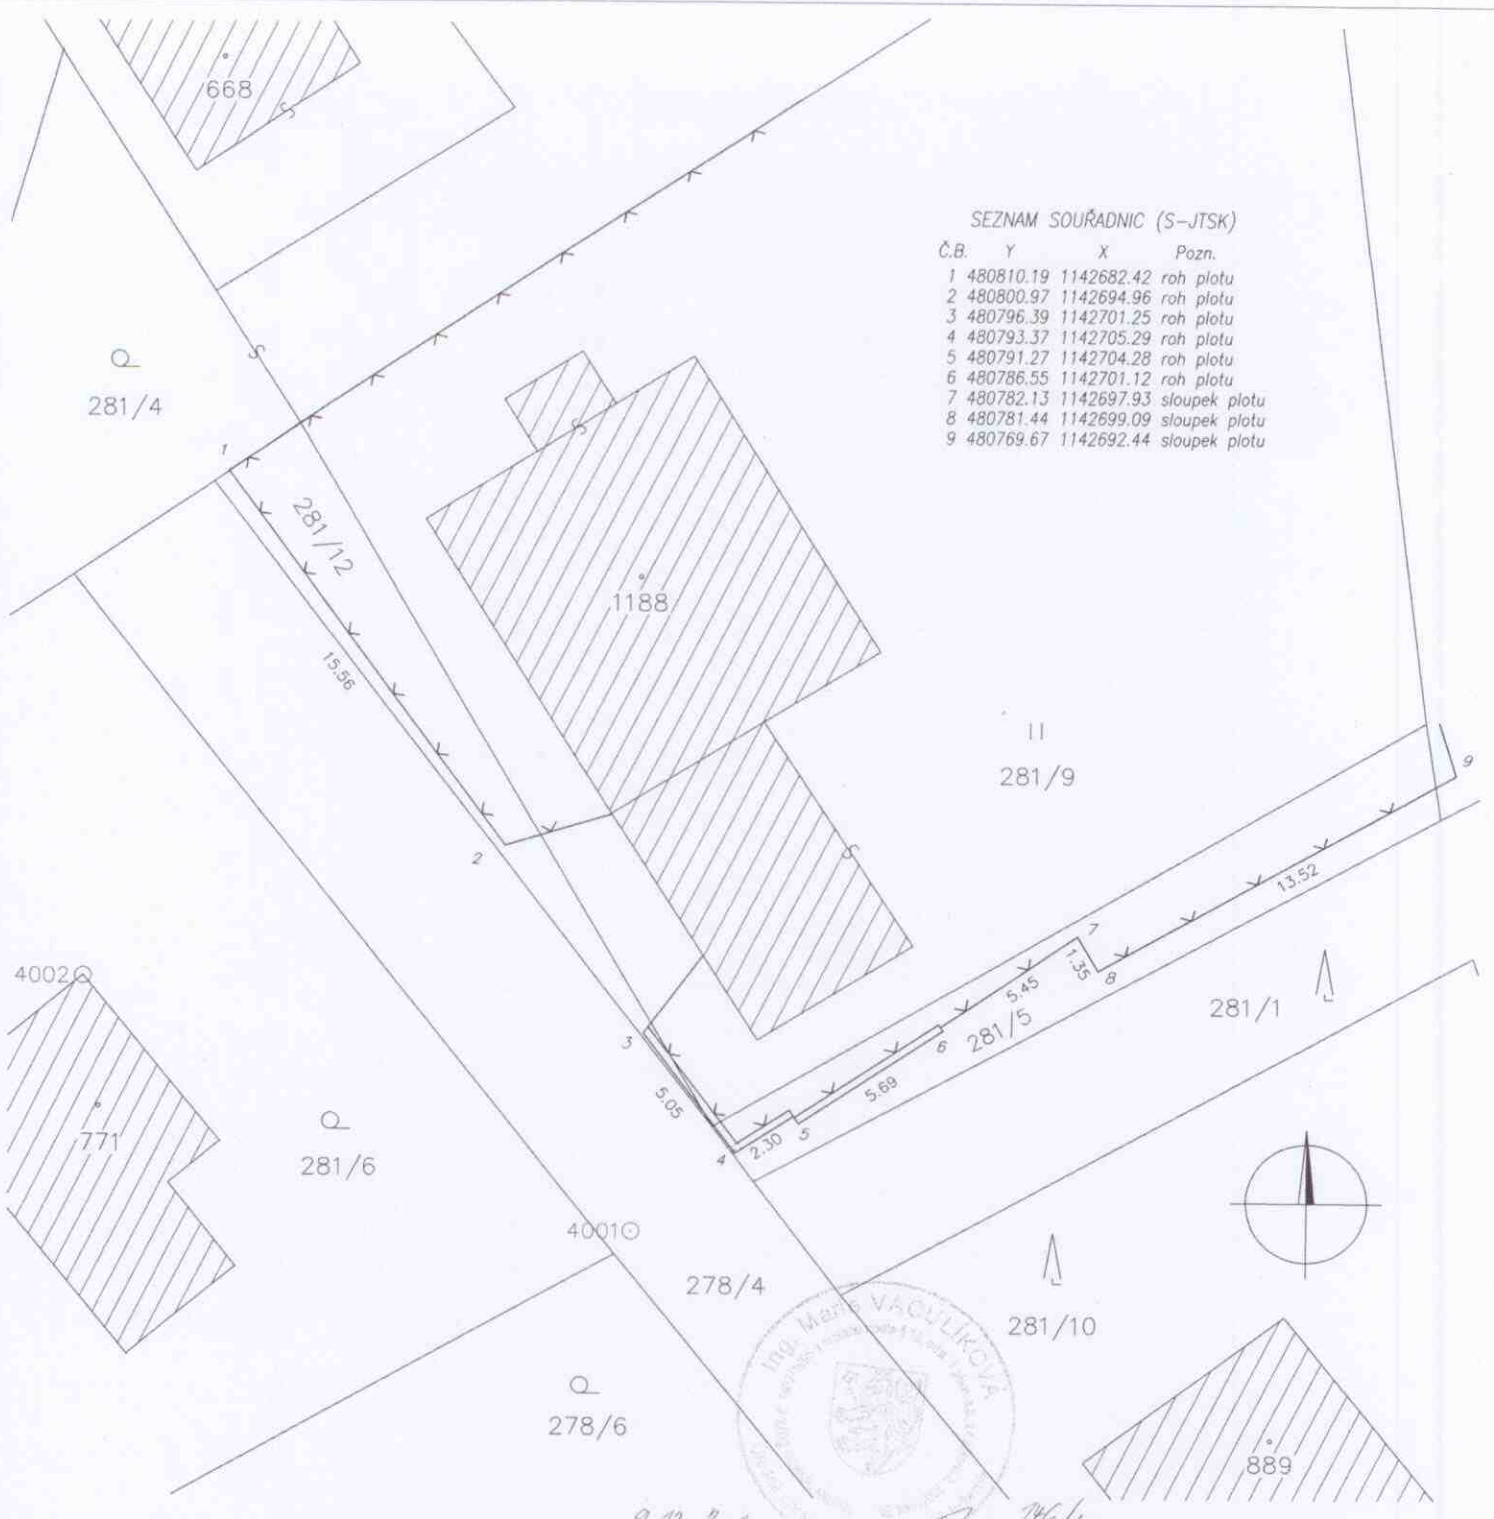 668
SEZNAM SOUŘADNIC (S-JTSK)
Č.B. Y X Pozn.
1 480810.19 1142682.42 roh plotu
2 480800.97 1142694.96 roh plotu
3 480796.39 1142701.25 roh plotu
4 480793.37 1142705.29 roh plotu
5 480791.27 1142704.28 roh plotu
6 480786.55 1142701.12 roh plotu
7 480782.13 1142697.93 sloupek plotu
8 480781.44 1142699.09 sloupek plotu
9 480769.67 1142692.44 sloupek plotu
281/4
1
281/12
1188
15.56
281/9
9
2
13.52
7
4002
1.35
8
5.45
281/1
281/5
3
6
5.69
5.05
771
5
281/6
2.30
4
4001
278/4
Ing. Marie VACULÍKOVÁ
281/10
278/6
889